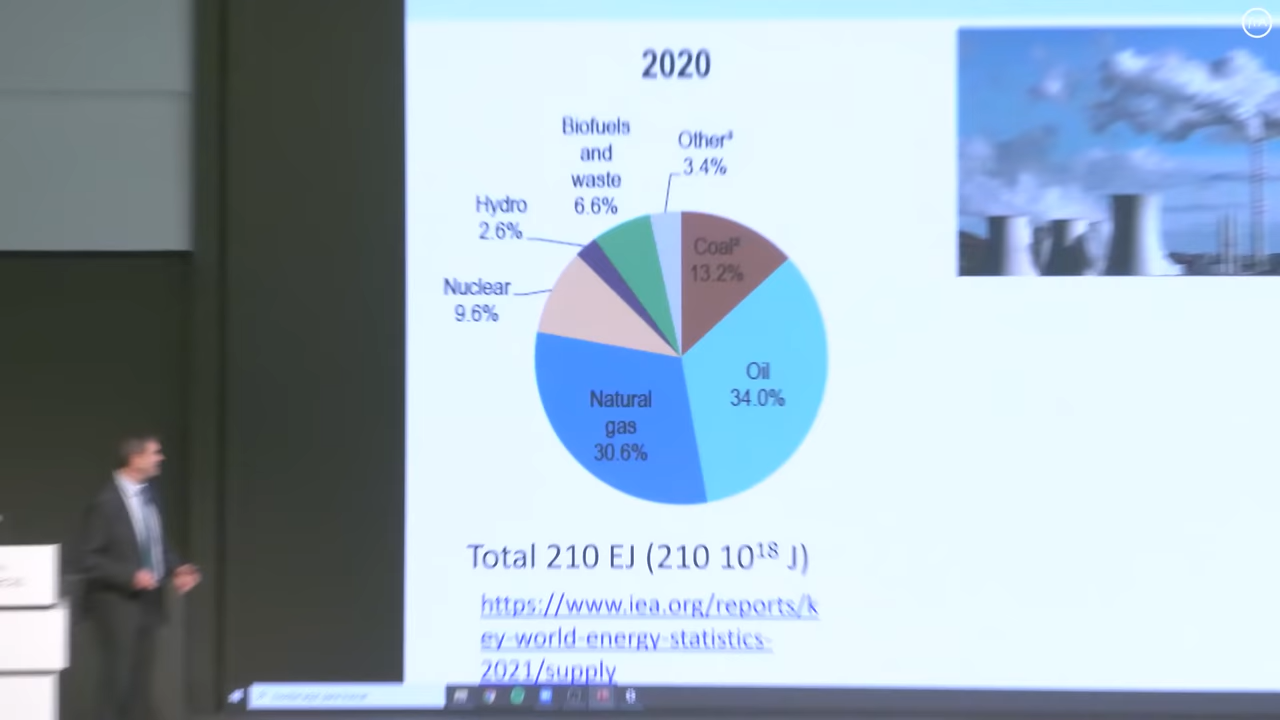 2020
Biofuels
and
waste
6.6%
Other³
3.4%
Hydro
2.6%
Coal²
13.2%
Nuclear
9.6%
Oil
34.0%
Natural
gas
30.6%
Total 210 EJ (210 10¹⁸ J)
https://www.iea.org/reports/k
ey-world-energy-statistics-
2021/supply